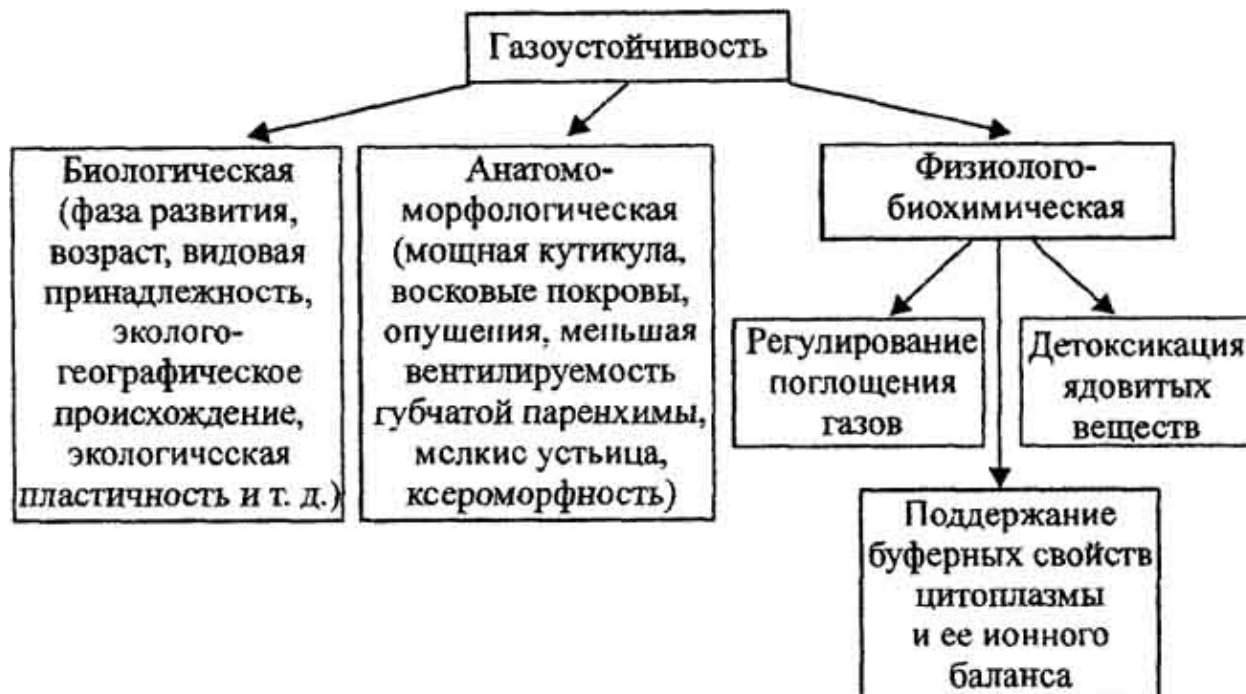 Газоустойчивость
Биологическая
(фаза развития,
возраст, видовая
принадлежность,
эколого-
географическое
происхождение,
экологическая
пластичность и т. д.)
Анатомо-
морфологическая
(мощная кутикула,
восковые покровы,
опушения, меньшая
вентилируемость
губчатой паренхимы,
мелкие устьица,
ксероморфность)
Физиолого-
биохимическая
Регулирование
поглощения
газов
Детоксикация
ядовитых
веществ
Поддержание
буферных свойств
цитоплазмы
и ее ионного
баланса